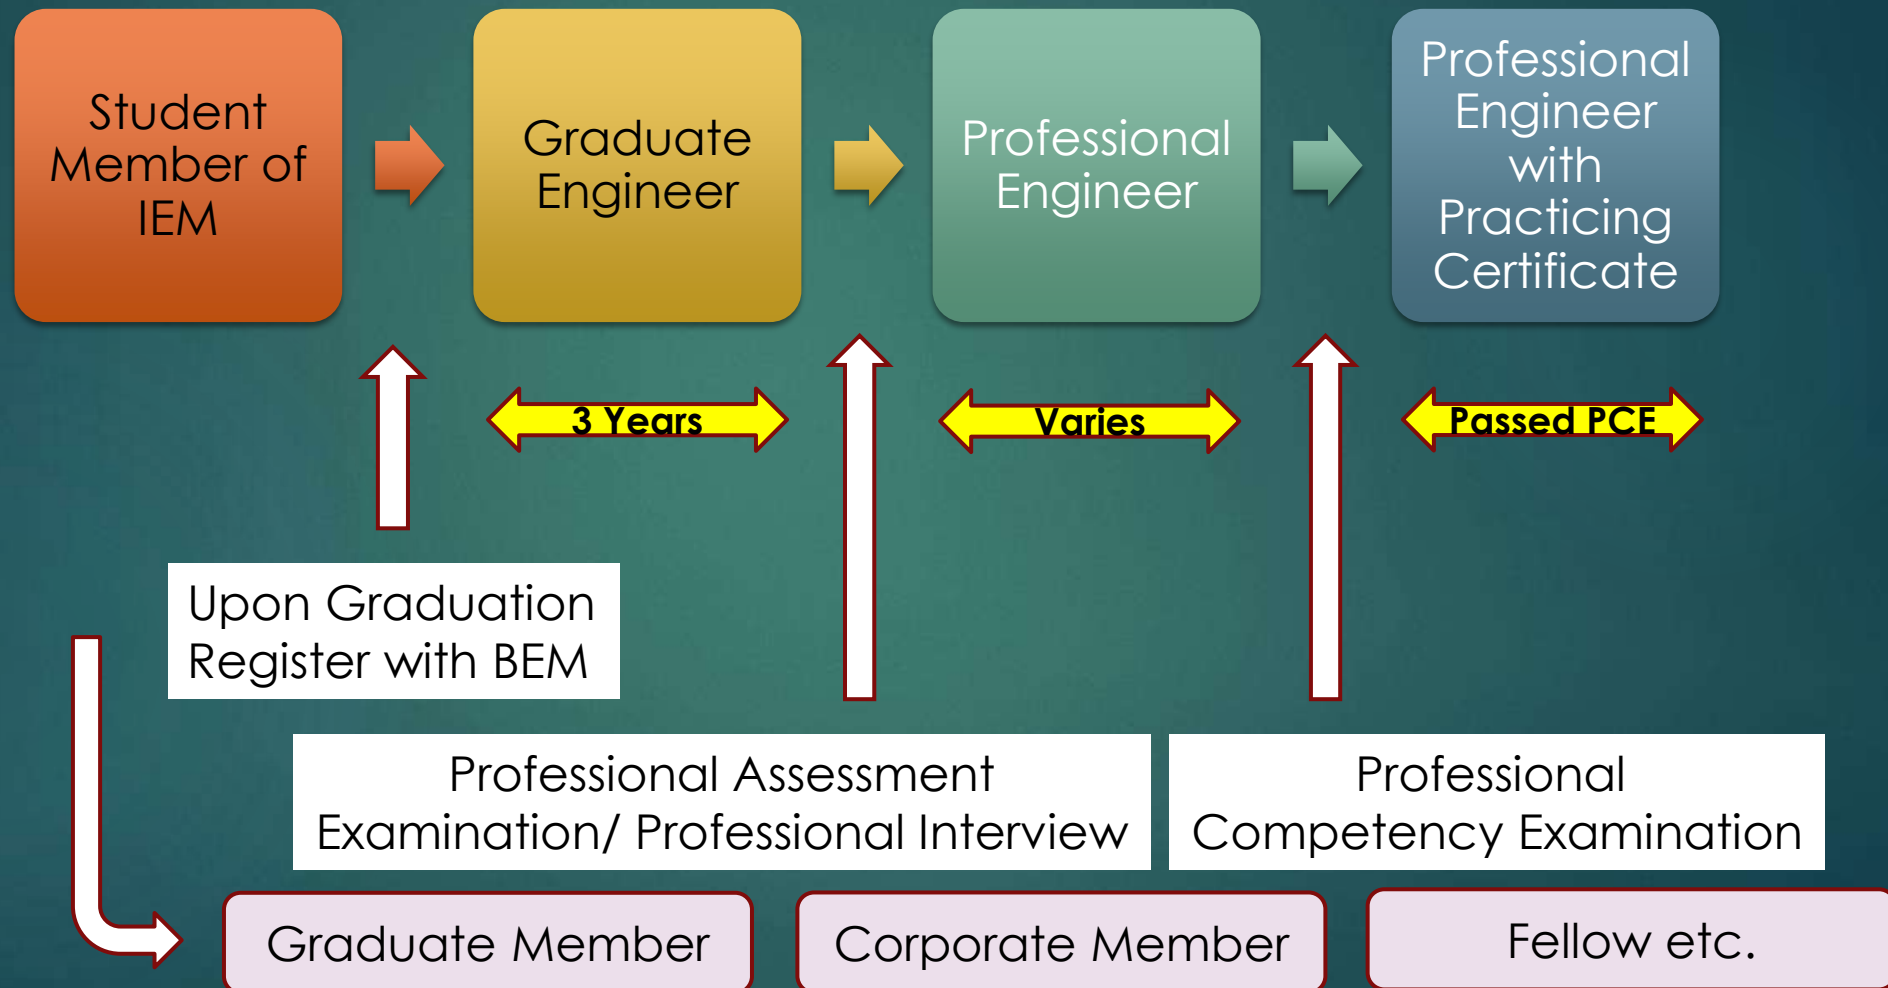 Student
Member of
IEM
Graduate
Engineer
Professional
Engineer
Professional
Engineer
with
Practicing
Certificate
3 Years
Varies
Passed PCE
Upon Graduation
Register with BEM
Professional Assessment
Examination/ Professional Interview
Professional
Competency Examination
Graduate Member
Corporate Member
Fellow etc.